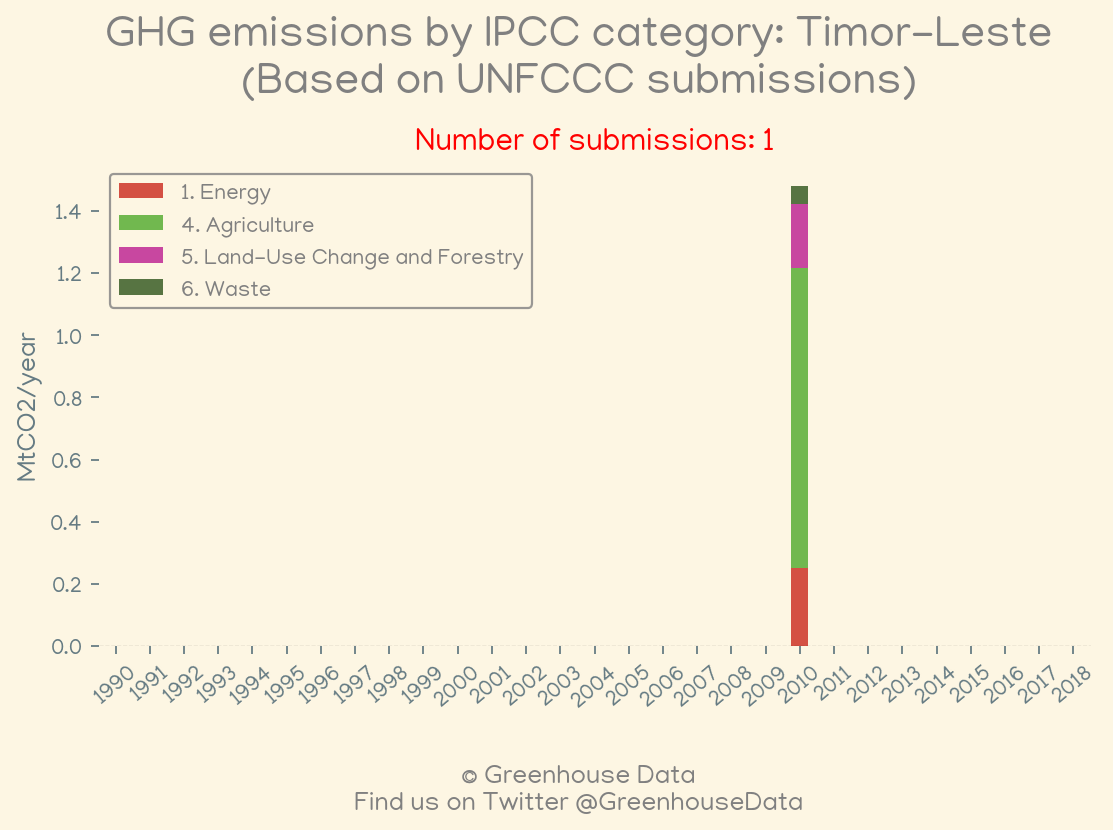 GHG emissions by IPCC category: Timor-Leste
(Based on UNFCCC submissions)
Number of submissions: 1
1. Energy
4. Agriculture
5. Land-Use Change and Forestry
6. Waste
MtCO2/year
1.4
1.2
1.0
0.8
0.6
0.4
0.2
0.0
1990 1991 1992 1993 1994 1995 1996 1997 1998 1999 2000 2001 2002 2003 2004 2005 2006 2007 2008 2009 2010 2011 2012 2013 2014 2015 2016 2017 2018
© Greenhouse Data
Find us on Twitter @GreenhouseData